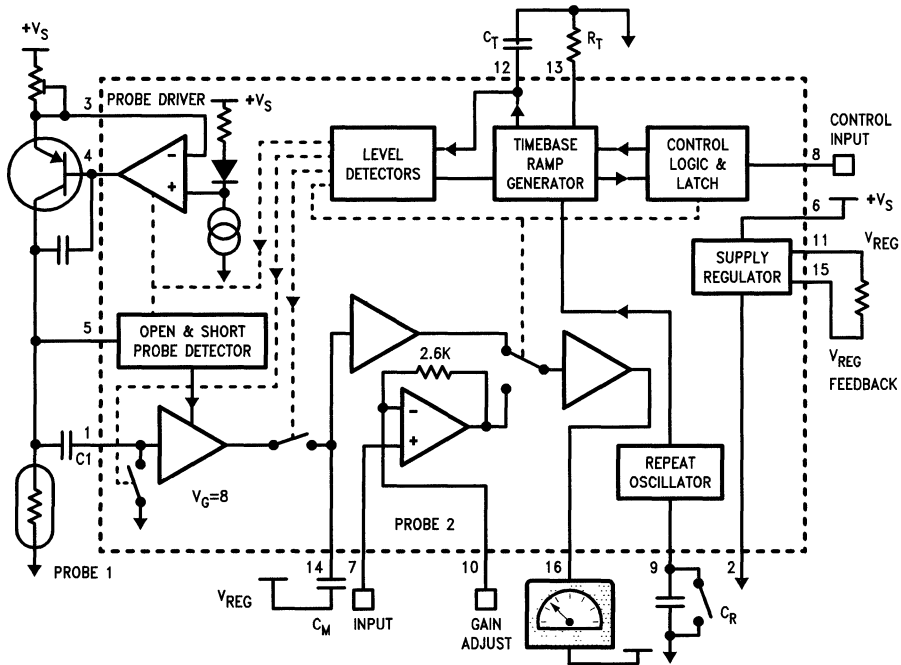 +VS
CT
RT
12
13
3
PROBE DRIVER
+VS
4
LEVEL
DETECTORS
TIMEBASE
RAMP
GENERATOR
CONTROL
LOGIC &
LATCH
CONTROL
INPUT
8
6
+VS
SUPPLY
REGULATOR
11
VREG
15
VREG
FEEDBACK
5
OPEN & SHORT
PROBE DETECTOR
2.6K
1
C1
VG=8
REPEAT
OSCILLATOR
PROBE 2
PROBE 1
14
7
10
16
9
2
VREG
CM
INPUT
GAIN
ADJUST
CR